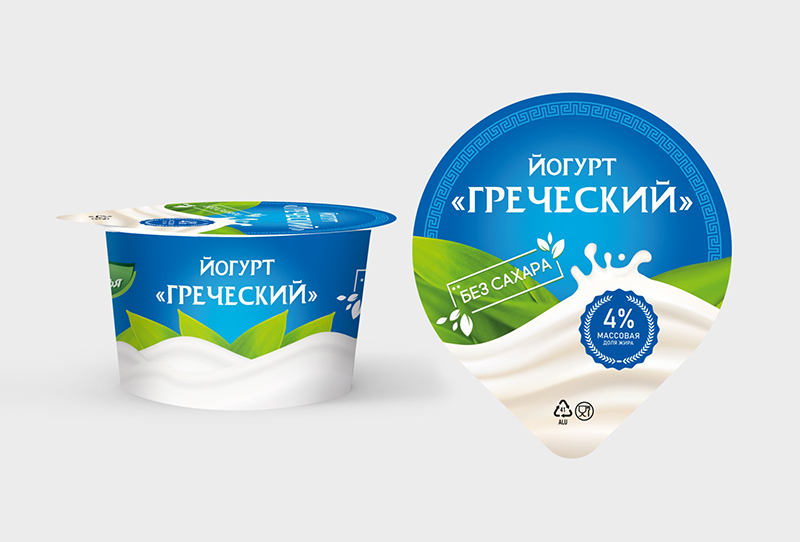 ЙОГУРТ
«ГРЕЧЕСКИЙ»
ЙОГУРТ
«ГРЕЧЕСКИЙ»
БЕЗ САХАРА
4%
МАССОВАЯ
ДОЛЯ ЖИРА
41
ALU